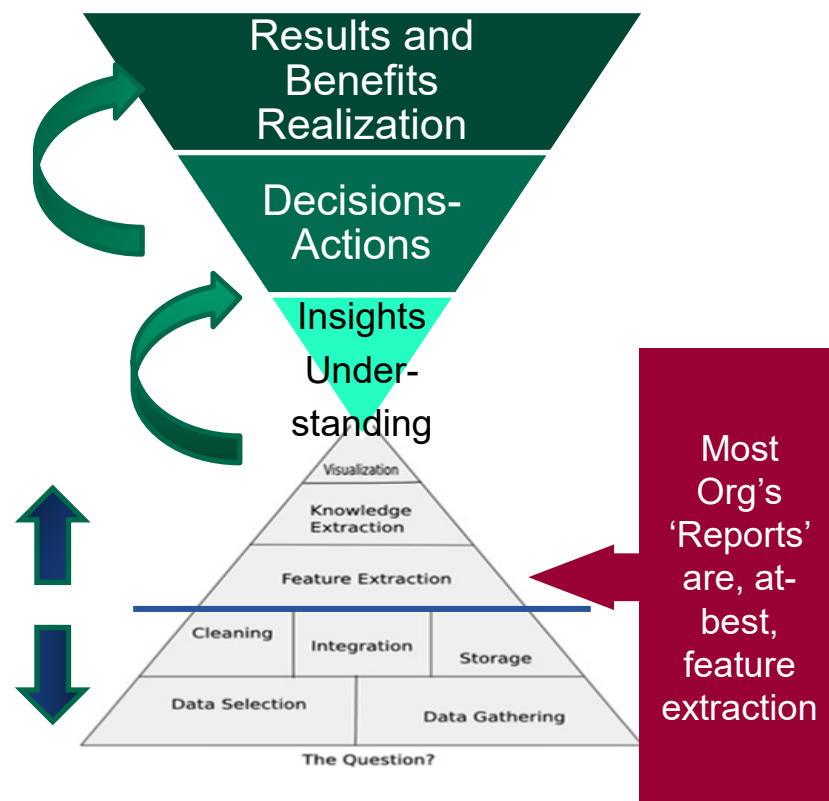 Results and
Benefits
Realization
Decisions-
Actions
Insights
Under-
standing
Visualization
Knowledge
Extraction
Feature Extraction
Cleaning
Integration
Storage
Data Selection
Data Gathering
The Question?
Most
Org’s
‘Reports’
are, at-
best,
feature
extraction